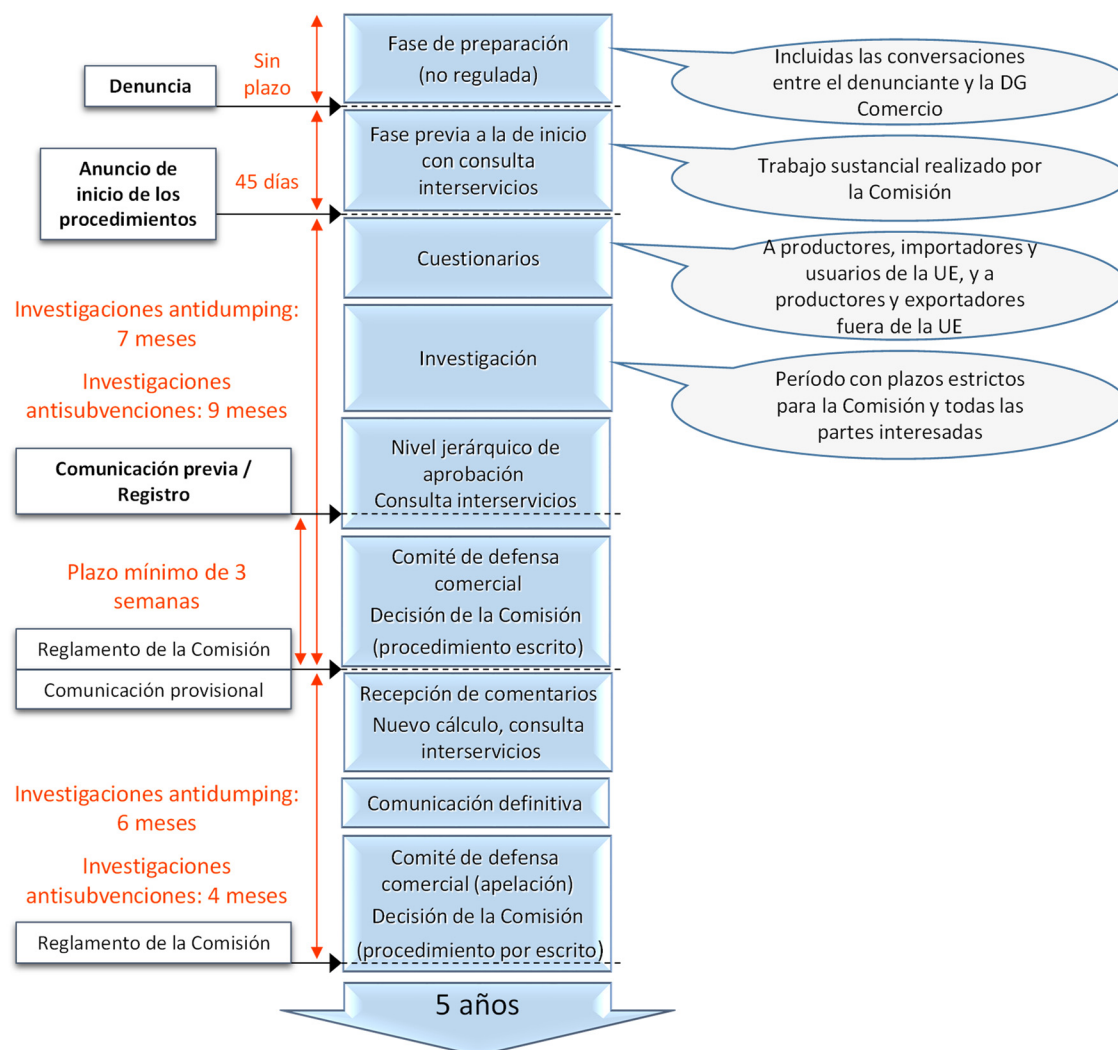 Fase de preparación
(no regulada)
Incluidas las conversaciones
entre el denunciante y la DG
Comercio
Sin
plazo
Denuncia
Fase previa a la de inicio
con consulta
interservicios
Trabajo sustancial realizado por
la Comisión
Anuncio de
inicio de los
procedimientos
45 días
Cuestionarios
A productores, importadores y
usuarios de la UE, y a
productores y exportadores
fuera de la UE
Investigaciones antidumping:
7 meses
Investigaciones
antisubvenciones: 9 meses
Investigación
Período con plazos estrictos
para la Comisión y todas las
partes interesadas
Nivel jerárquico de
aprobación
Consulta interservicios
Comunicación previa /
Registro
Plazo mínimo de 3
semanas
Comité de defensa
comercial
Decisión de la Comisión
(procedimiento escrito)
Reglamento de la Comisión
Comunicación provisional
Recepción de comentarios
Nuevo cálculo, consulta
interservicios
Investigaciones antidumping:
6 meses
Investigaciones
antisubvenciones: 4 meses
Comunicación definitiva
Comité de defensa
comercial (apelación)
Decisión de la Comisión
(procedimiento por escrito)
Reglamento de la Comisión
5 años